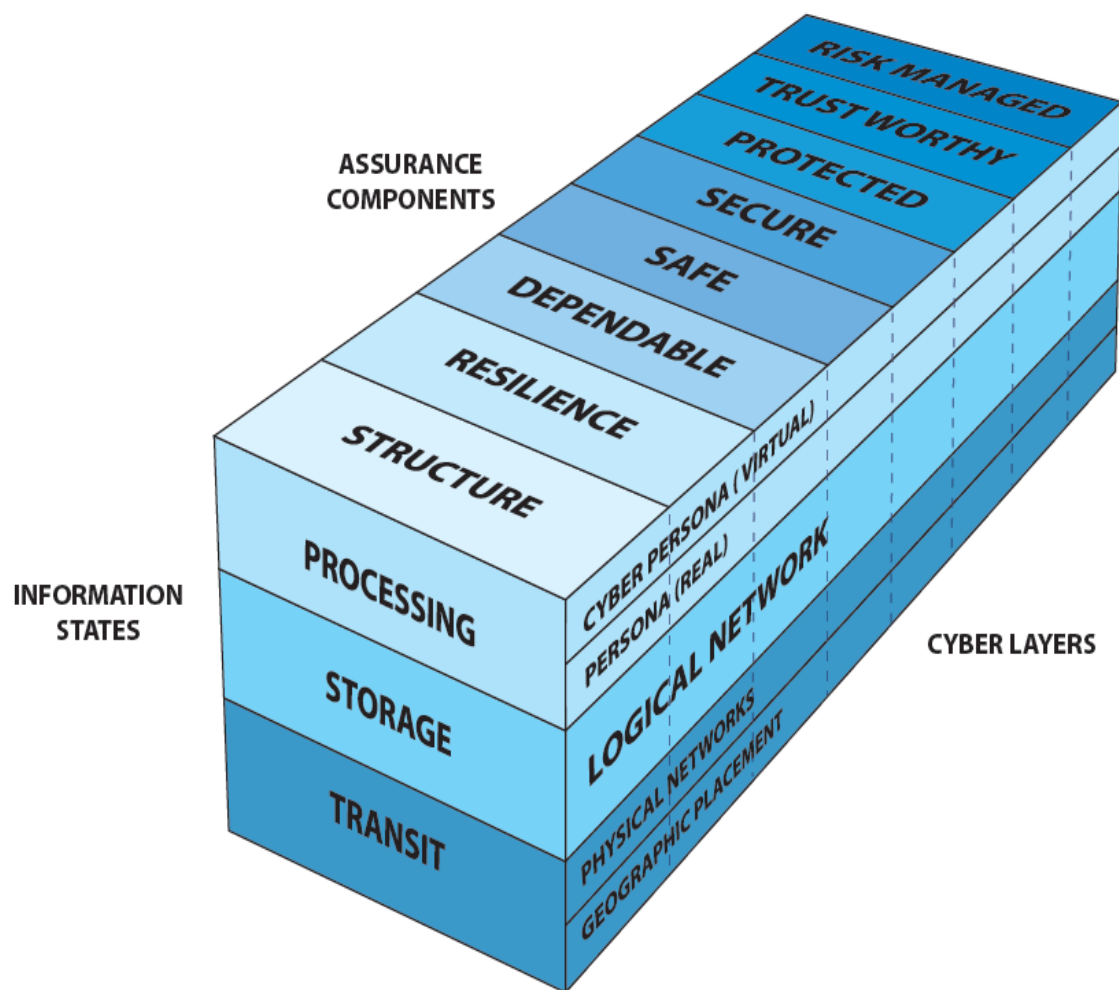 RISK MANAGED
TRUST WORTHY
PROTECTED
SECURE
SAFE
DEPENDABLE
RESILIENCE
STRUCTURE
ASSURANCE
COMPONENTS
PROCESSING
STORAGE
TRANSIT
INFORMATION
STATES
CYBER PERSONA ( VIRTUAL)
PERSONA (REAL)
LOGICAL NETWORK
PHYSICAL NETWORKS
GEOGRAPHIC PLACEMENT
CYBER LAYERS